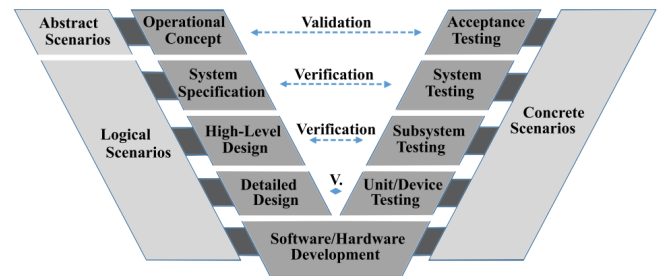 Abstract
Scenarios
Operational
Concept
Validation
Acceptance
Testing
System
Specification
Verification
System
Testing
Logical
Scenarios
High-Level
Design
Verification
Subsystem
Testing
Concrete
Scenarios
Detailed
Design
V.
Unit/Device
Testing
Software/Hardware
Development